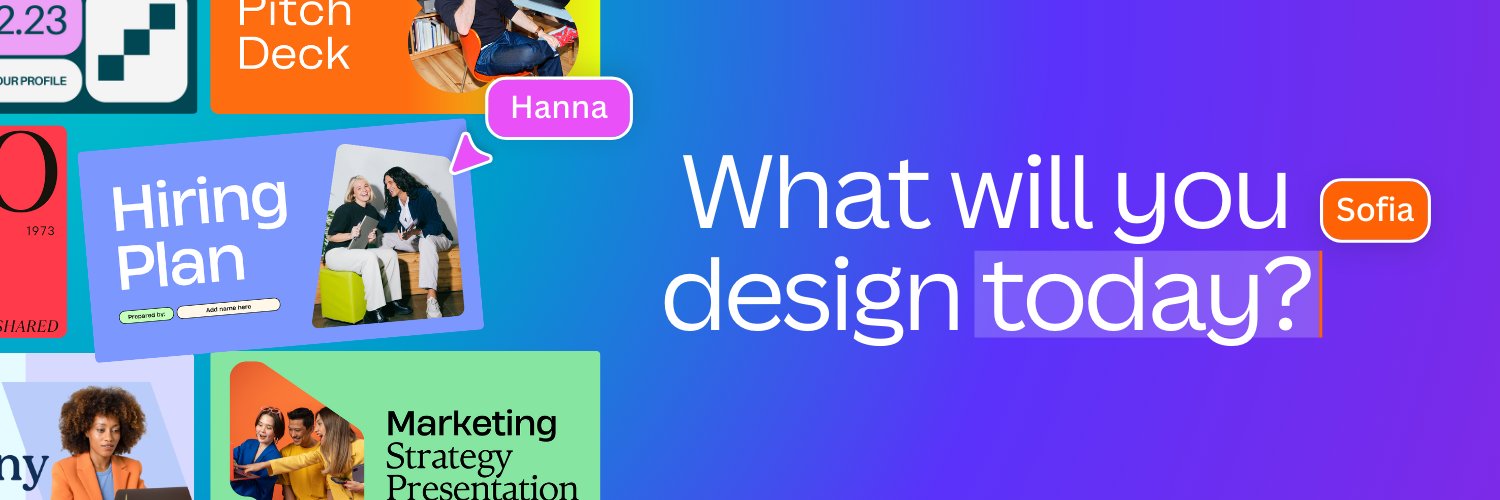 2.23
OUR PROFILE
Pitch
Deck
Hanna
O
1973
SHARED
Hiring
Plan
Prepared by:
Add name here
What will you
design today?
Sofia
ny
Marketing
Strategy
Presentation